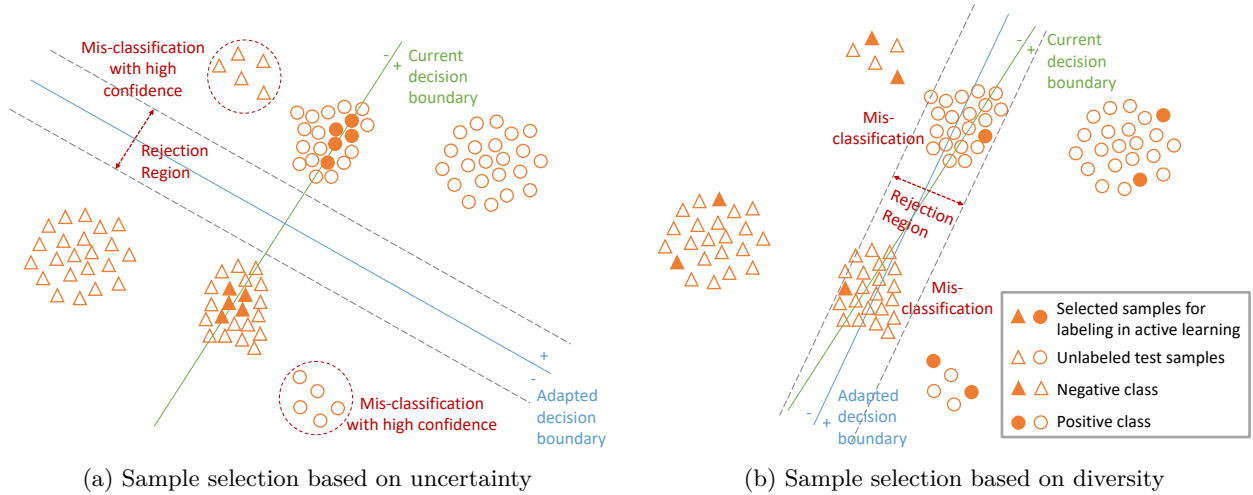 Mis-classification
with high
confidence
-
+
Current
decision
boundary
Rejection
Region
+
-
Adapted
decision
boundary
Mis-classification
with high confidence
(a) Sample selection based on uncertainty
-
+
Current
decision
boundary
Mis-
classification
Rejection
Region
Mis-
classification
-
+
Adapted
decision
boundary
Selected samples for
labeling in active learning
Unlabeled test samples
Negative class
Positive class
(b) Sample selection based on diversity